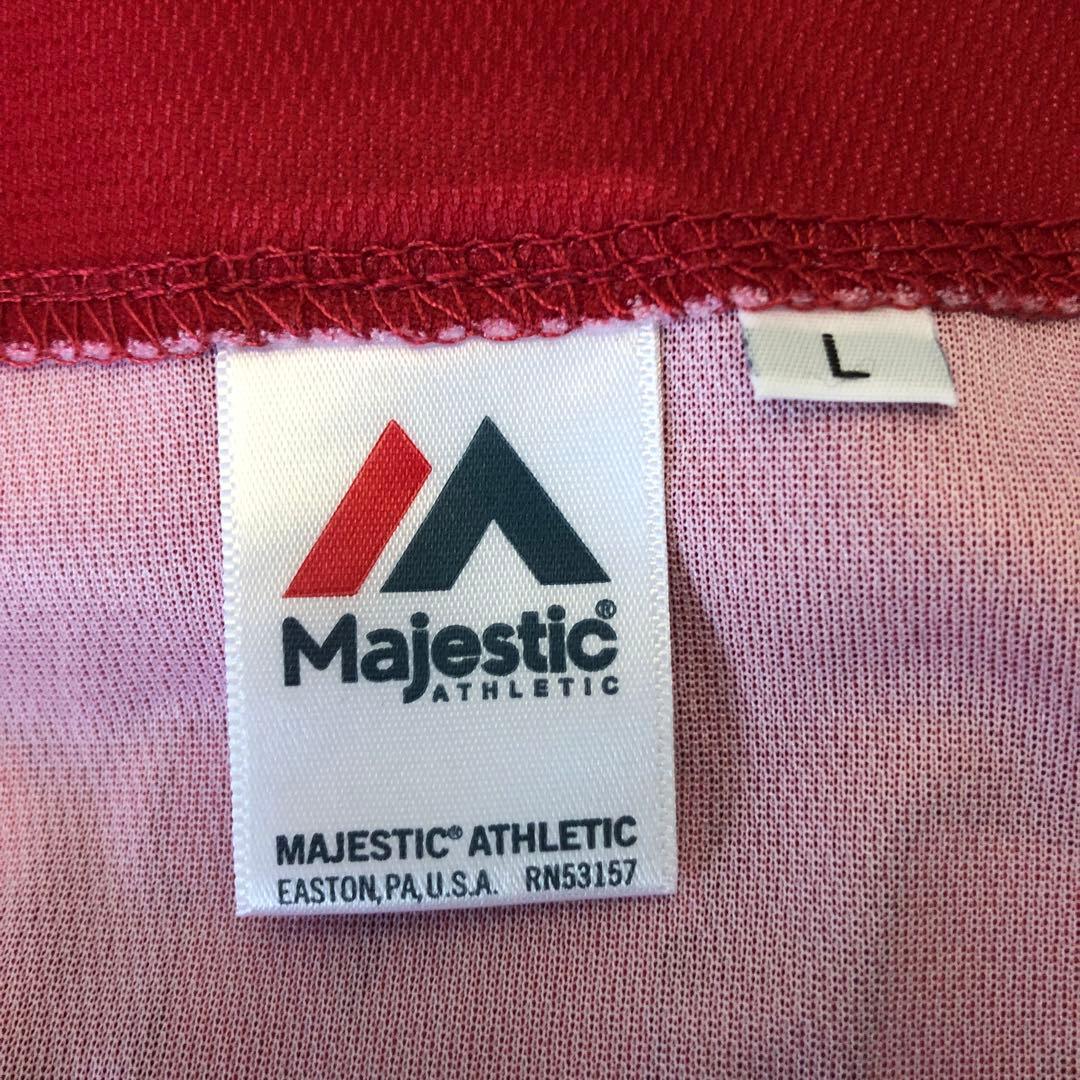 L
Majestic®
ATHLETIC
MAJESTIC® ATHLETIC
EASTON, PA, U.S.A. RN53157